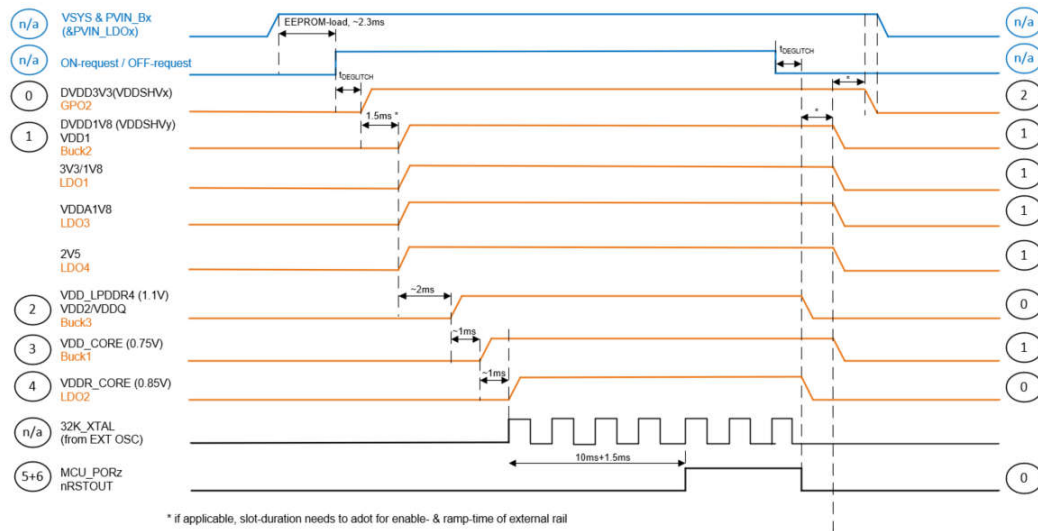 n/a
VSYS & PVIN_Bx
(&PVIN_LDOx)
EEPROM-load, ~2.3ms
n/a
n/a
ON-request / OFF-request
tDEGLITCH
n/a
0
DVDD3V3(VDDSHVx)
GPO2
tDEGLITCH
*
2
1
DVDD1V8 (VDDSHVy)
VDD1
Buck2
1.5ms *
*
1
3V3/1V8
LDO1
1
VDDA1V8
LDO3
1
2V5
LDO4
1
2
VDD_LPDDR4 (1.1V)
VDD2/VDDQ
Buck3
~2ms
0
3
VDD_CORE (0.75V)
Buck1
~1ms
1
4
VDDR_CORE (0.85V)
LDO2
~1ms
0
n/a
32K_XTAL
(from EXT OSC)
5+6
MCU_PORz
nRSTOUT
10ms+1.5ms
0
* if applicable, slot-duration needs to adot for enable- & ramp-time of external rail